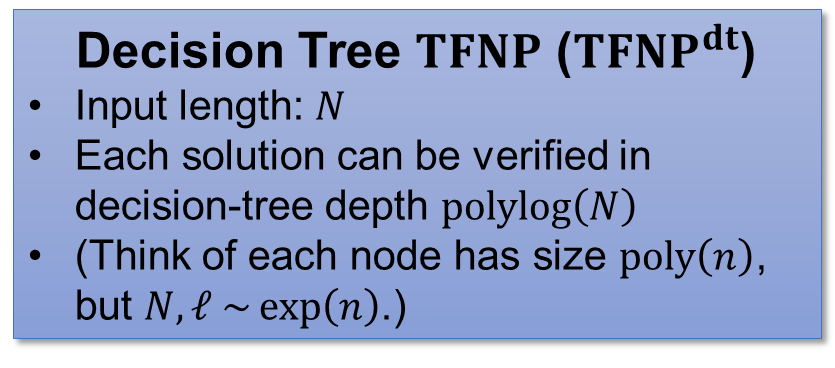 Decision Tree TFNP (TFNP^dt)
• Input length: N
• Each solution can be verified in
decision-tree depth polylog(N)
• (Think of each node has size poly(n),
but N, ℓ ~ exp(n).)